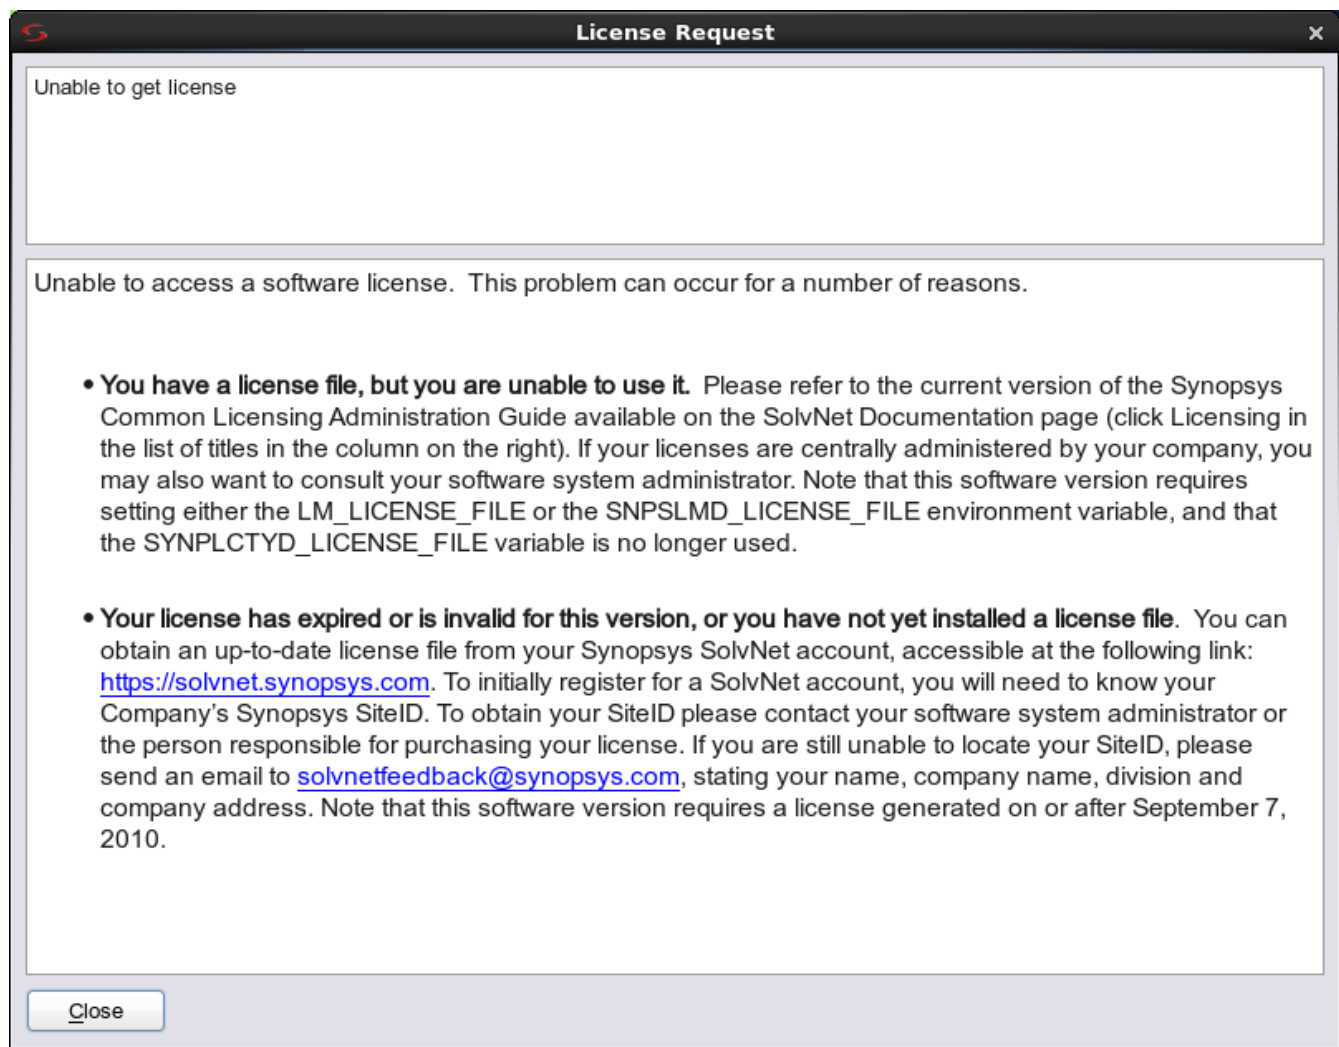 License Request
Unable to get license
Unable to access a software license.  This problem can occur for a number of reasons.
• You have a license file, but you are unable to use it.  Please refer to the current version of the Synopsys
Common Licensing Administration Guide available on the SolvNet Documentation page (click Licensing in
the list of titles in the column on the right). If your licenses are centrally administered by your company, you
may also want to consult your software system administrator. Note that this software version requires
setting either the LM_LICENSE_FILE or the SNPSLMD_LICENSE_FILE environment variable, and that
the SYNPLCTYD_LICENSE_FILE variable is no longer used.
• Your license has expired or is invalid for this version, or you have not yet installed a license file.  You can
obtain an up-to-date license file from your Synopsys SolvNet account, accessible at the following link:
https://solvnet.synopsys.com. To initially register for a SolvNet account, you will need to know your
Company’s Synopsys SiteID. To obtain your SiteID please contact your software system administrator or
the person responsible for purchasing your license. If you are still unable to locate your SiteID, please
send an email to solvnetfeedback@synopsys.com, stating your name, company name, division and
company address. Note that this software version requires a license generated on or after September 7,
2010.
Close